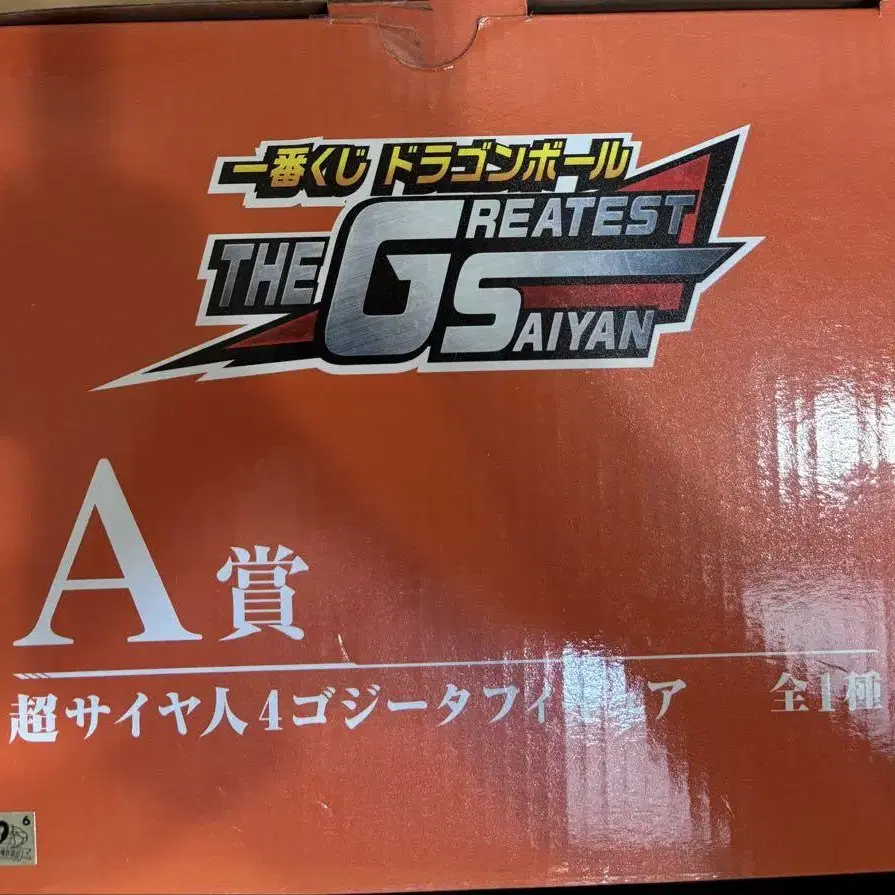 一番くじ ドラゴンボール
THE GREATEST
SAIYAN
A賞
超サイヤ人4ゴジータフィギュア 全1種
6